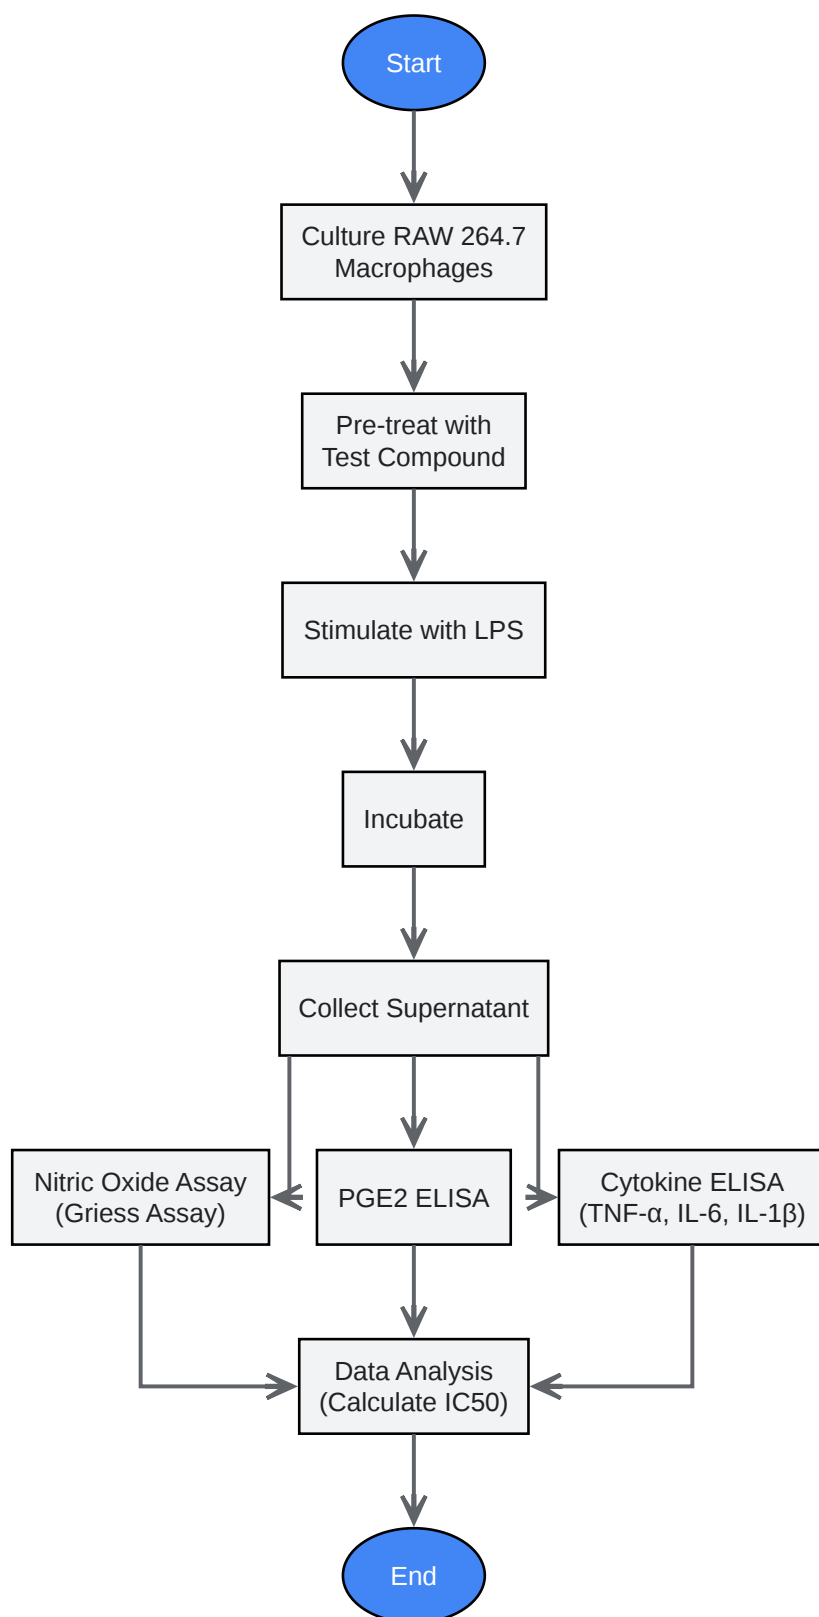 Start
Culture RAW 264.7
Macrophages
Pre-treat with
Test Compound
Stimulate with LPS
Incubate
Collect Supernatant
Nitric Oxide Assay
(Griess Assay)
PGE2 ELISA
Cytokine ELISA
(TNF-α, IL-6, IL-1β)
Data Analysis
(Calculate IC50)
End